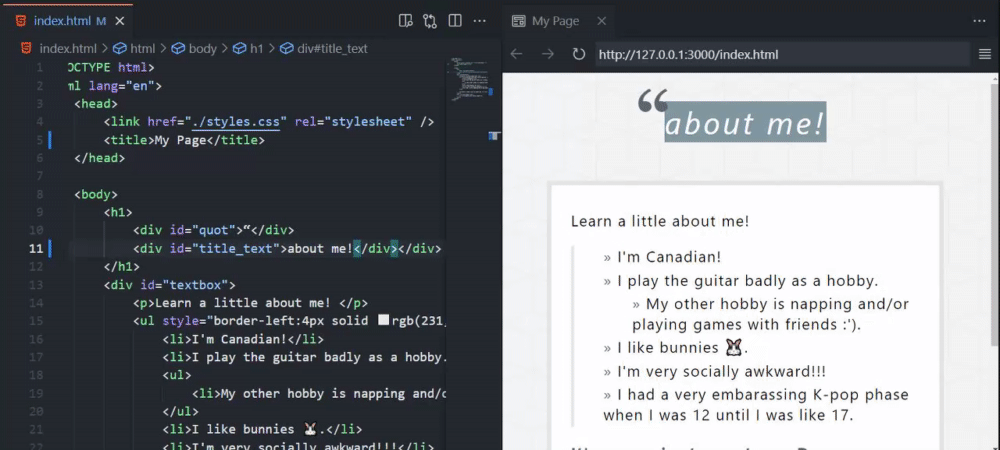 index.html M
index.html > html > body > h1 > div#title_text
1 OCTYPE html>
2 ml lang="en">
3 <head>
4 <link href="./styles.css" rel="stylesheet" />
5 <title>My Page</title>
6 </head>
7
8 <body>
9 <h1>
10 <div id="quot">“</div>
11 <div id="title_text">about me!</div></div>
12 </h1>
13 <div id="textbox">
14 <p>Learn a little about me! </p>
15 <ul style="border-left:4px solid rgb(231,
16 <li>I'm Canadian!</li>
17 <li>I play the guitar badly as a hobby.
18 <ul>
19 <li>My other hobby is napping and/o
20 </ul>
21 <li>I like bunnies 🐰.</li>
22 <li>I'm very socially awkward!!!</li>
My Page
http://127.0.0.1:3000/index.html
“
about me!
Learn a little about me!
» I'm Canadian!
» I play the guitar badly as a hobby.
» My other hobby is napping and/or
playing games with friends :').
» I like bunnies 🐰.
» I'm very socially awkward!!!
» I had a very embarassing K-pop phase
when I was 12 until I was like 17.